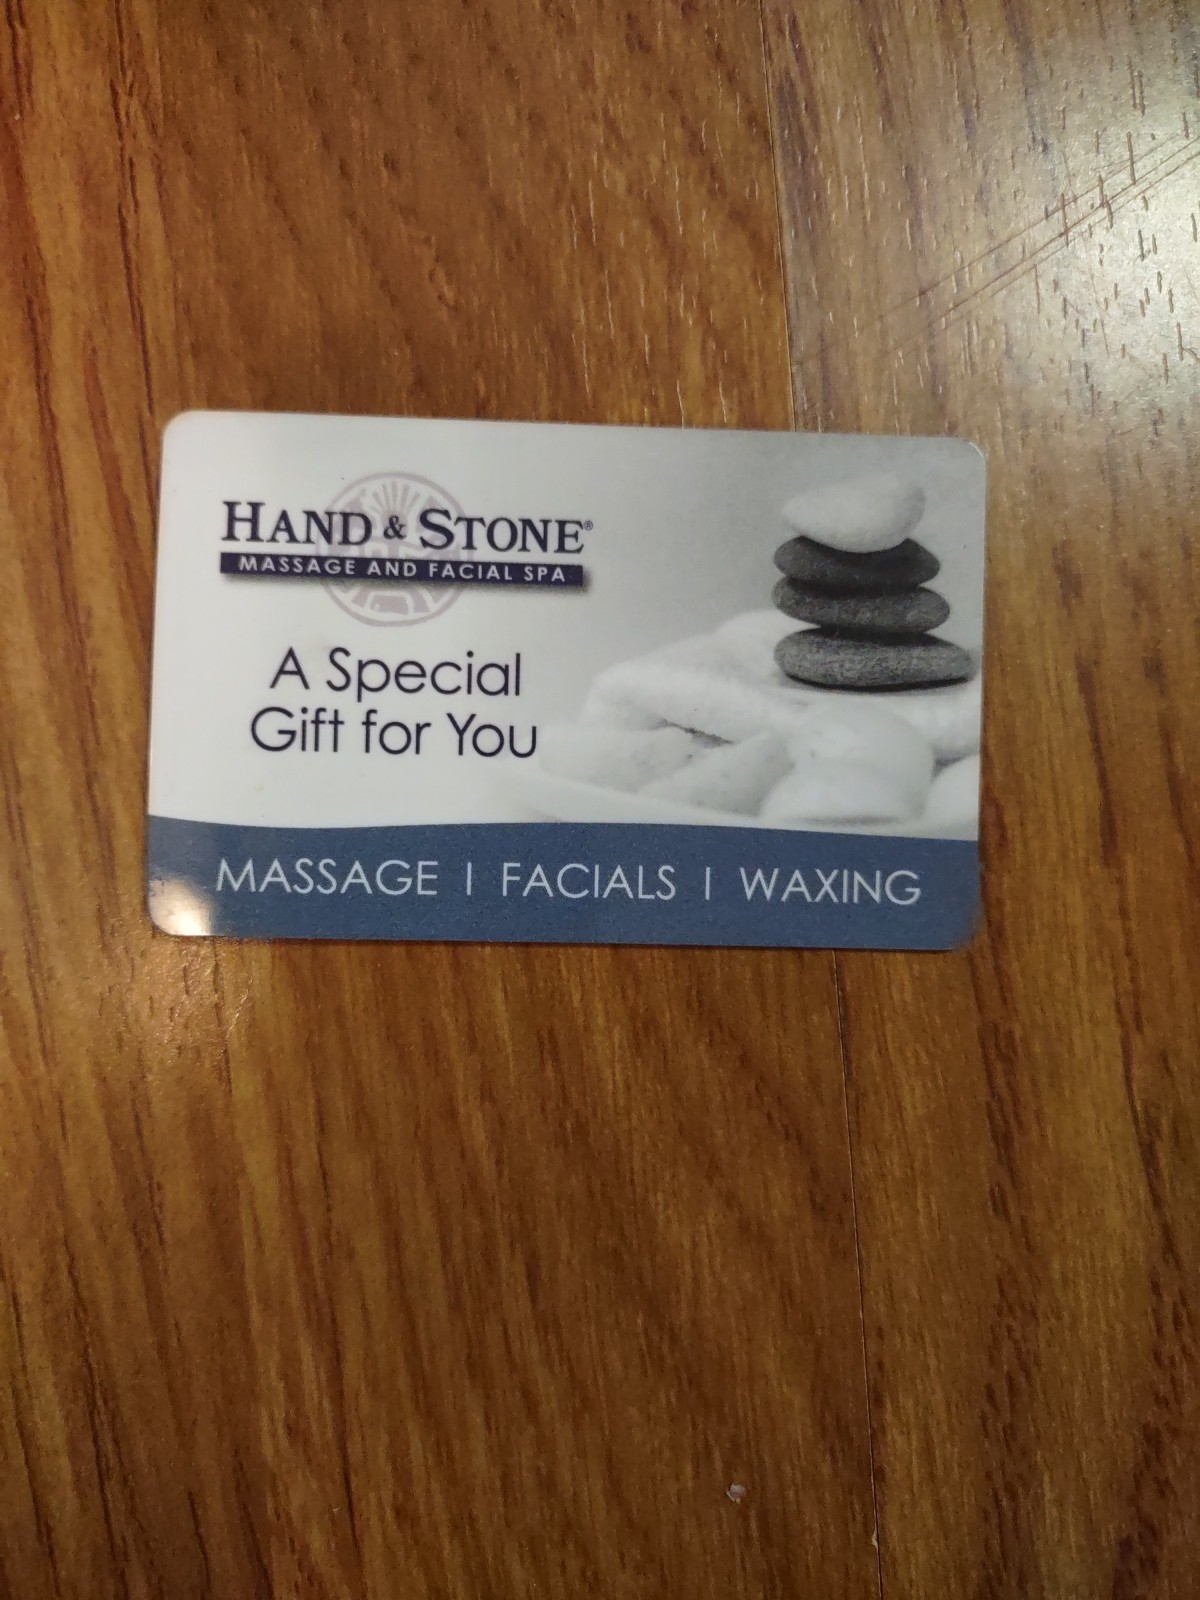 HAND & STONE®
MASSAGE AND FACIAL SPA
A Special
Gift for You
MASSAGE | FACIALS | WAXING